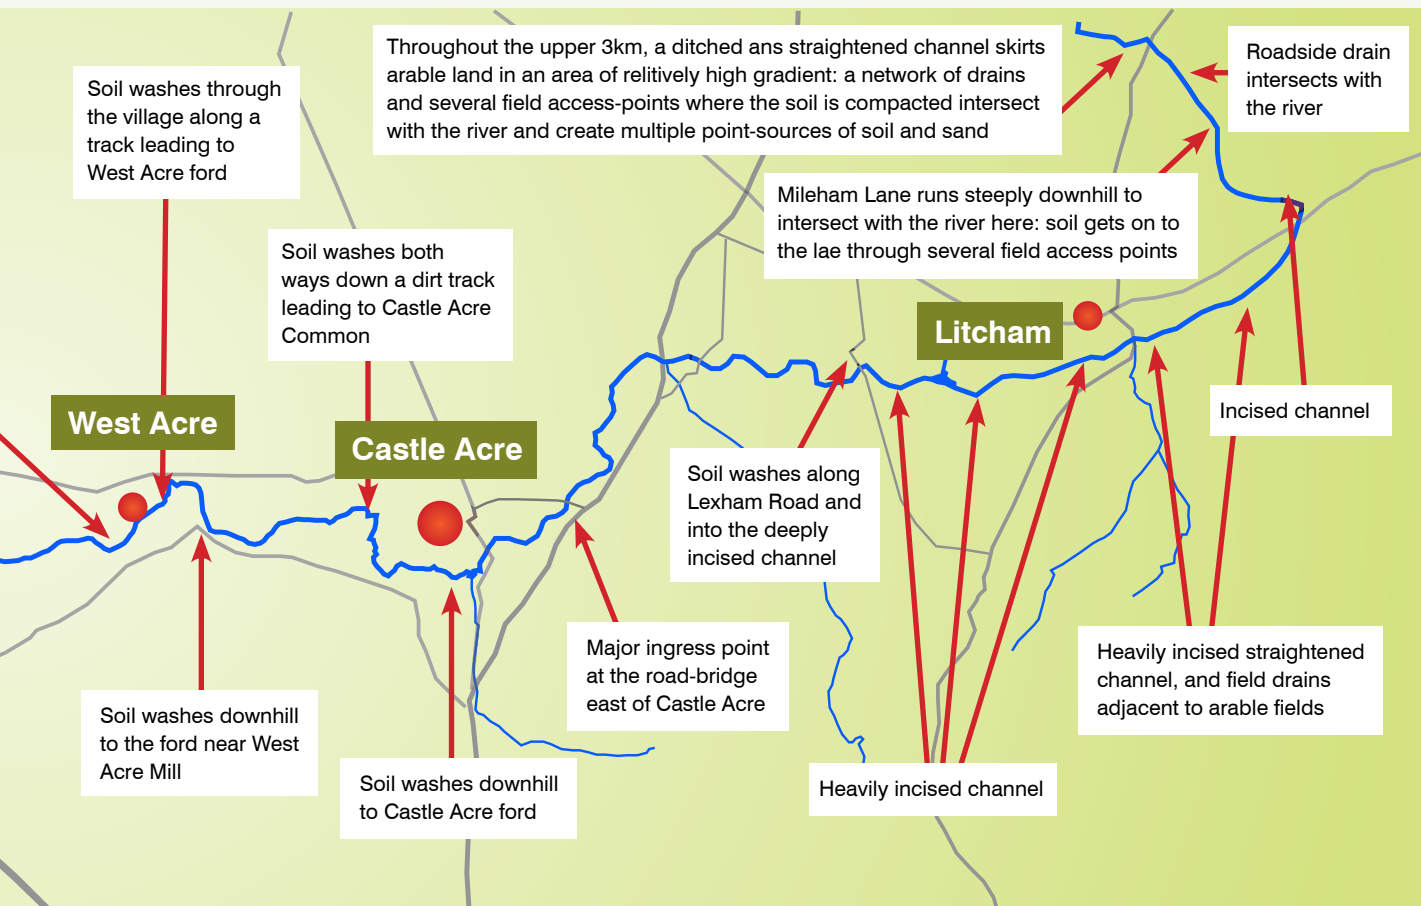 Throughout the upper 3km, a ditched ans straightened channel skirts
arable land in an area of relitively high gradient: a network of drains
and several field access-points where the soil is compacted intersect
with the river and create multiple point-sources of soil and sand
Roadside drain
intersects with
the river
Soil washes through
the village along a
track leading to
West Acre ford
Mileham Lane runs steeply downhill to
intersect with the river here: soil gets on to
the lae through several field access points
Soil washes both
ways down a dirt track
leading to Castle Acre
Common
Litcham
Incised channel
West Acre
Castle Acre
Soil washes along
Lexham Road and
into the deeply
incised channel
Major ingress point
at the road-bridge
east of Castle Acre
Heavily incised straightened
channel, and field drains
adjacent to arable fields
Soil washes downhill
to the ford near West
Acre Mill
Soil washes downhill
to Castle Acre ford
Heavily incised channel